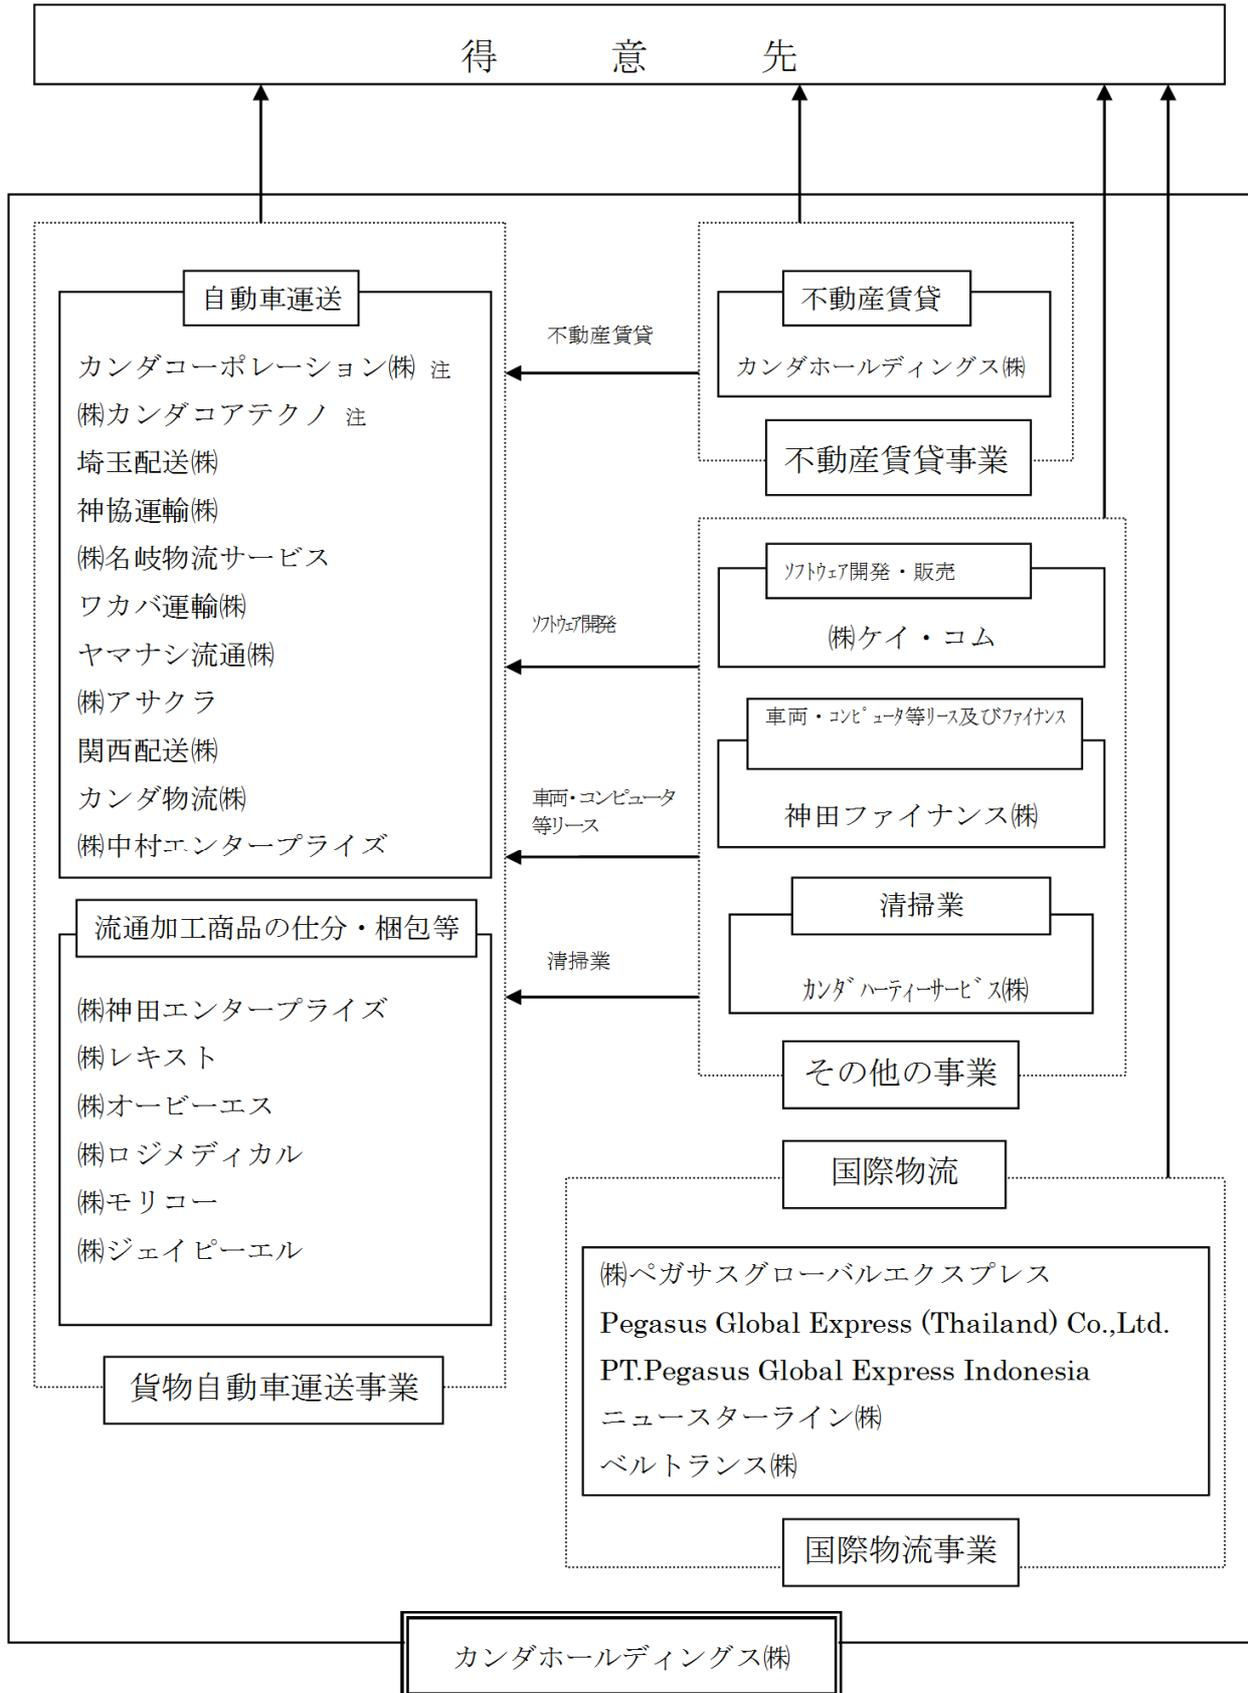 得意先
自動車運送
カンダコーポレーション㈱ 注
㈱カンダコアテクノ 注
埼玉配送㈱
神協運輸㈱
㈱名岐物流サービス
ワカバ運輸㈱
ヤマナシ流通㈱
㈱アサクラ
関西配送㈱
カンダ物流㈱
㈱中村エンタープライズ
流通加工商品の仕分・梱包等
㈱神田エンタープライズ
㈱レキスト
㈱オービーエス
㈱ロジメディカル
㈱モリコー
㈱ジェイピーエル
貨物自動車運送事業
不動産賃貸
ソフトウェア開発
車両・コンピュータ
等リース
清掃業
不動産賃貸
カンダホールディングス㈱
不動産賃貸事業
ソフトウェア開発・販売
㈱ケイ・コム
車両・コンピュータ等リース及びファイナンス
神田ファイナンス㈱
清掃業
カンダハーティーサービス㈱
その他の事業
国際物流
㈱ペガサスグローバルエクスプレス
Pegasus Global Express (Thailand) Co.,Ltd.
PT.Pegasus Global Express Indonesia
ニュースターライン㈱
ベルトランス㈱
国際物流事業
カンダホールディングス㈱